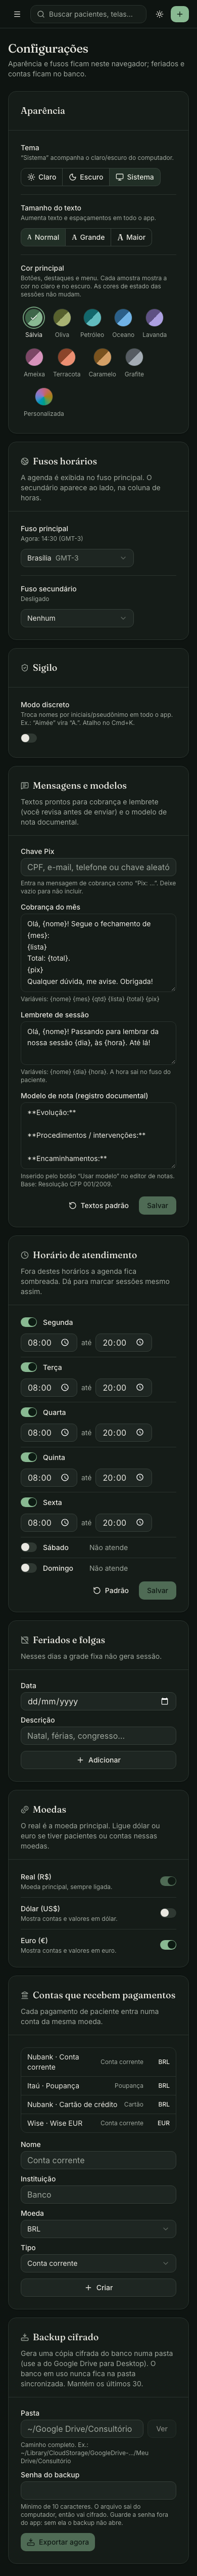 Buscar pacientes, telas...
Configurações
Aparência e fusos ficam neste navegador; feriados e
contas ficam no banco.
Aparência
Tema
"Sistema" acompanha o claro/escuro do computador.
Claro Escuro Sistema
Tamanho do texto
Aumenta texto e espaçamentos em todo o app.
A Normal A Grande A Maior
Cor principal
Botões, destaques e menu. Cada amostra mostra a
cor no claro e no escuro. As cores de estado das
sessões não mudam.
Sálvia Oliva Petróleo Oceano Lavanda
Ameixa Terracota Caramelo Grafite
Personalizada
Fusos horários
A agenda é exibida no fuso principal. O
secundário aparece ao lado, na coluna de
horas.
Fuso principal
Agora: 14:30 (GMT-3)
Brasília GMT-3
Fuso secundário
Desligado
Nenhum
Sigilo
Modo discreto
Troca nomes por iniciais/pseudônimo em todo o app.
Ex.: "Aimée" vira "A.". Atalho no Cmd+K.
Mensagens e modelos
Textos prontos para cobrança e lembrete
(você revisa antes de enviar) e o modelo de
nota documental.
Chave Pix
CPF, e-mail, telefone ou chave aleató
Entra na mensagem de cobrança como "Pix: ...". Deixe
vazio para não incluir.
Cobrança do mês
Olá, {nome}! Segue o fechamento de
{mes}:
{lista}
Total: {total}.
{pix}
Qualquer dúvida, me avise. Obrigada!
Variáveis: {nome} {mes} {qtd} {lista} {total} {pix}
Lembrete de sessão
Olá, {nome}! Passando para lembrar da
nossa sessão {dia}, às {hora}. Até lá!
Variáveis: {nome} {dia} {hora}. A hora sai no fuso do
paciente.
Modelo de nota (registro documental)
**Evolução:**
**Procedimentos / intervenções:**
**Encaminhamentos:**
Inserido pelo botão "Usar modelo" no editor de notas.
Base: Resolução CFP 001/2009.
Textos padrão Salvar
Horário de atendimento
Fora destes horários a agenda fica
sombreada. Dá para marcar sessões mesmo
assim.
Segunda
08:00 até 20:00
Terça
08:00 até 20:00
Quarta
08:00 até 20:00
Quinta
08:00 até 20:00
Sexta
08:00 até 20:00
Sábado Não atende
Domingo Não atende
Padrão Salvar
Feriados e folgas
Nesses dias a grade fixa não gera sessão.
Data
dd/mm/yyyy
Descrição
Natal, férias, congresso...
Adicionar
Moedas
O real é a moeda principal. Ligue dólar ou
euro se tiver pacientes ou contas nessas
moedas.
Real (R$)
Moeda principal, sempre ligada.
Dólar (US$)
Mostra contas e valores em dólar.
Euro (€)
Mostra contas e valores em euro.
Contas que recebem pagamentos
Cada pagamento de paciente entra numa
conta da mesma moeda.
Nubank · Conta
corrente Conta corrente BRL
Itaú · Poupança Poupança BRL
Nubank · Cartão de crédito Cartão BRL
Wise · Wise EUR Conta corrente EUR
Nome
Conta corrente
Instituição
Banco
Moeda
BRL
Tipo
Conta corrente
Criar
Backup cifrado
Gera uma cópia cifrada do banco numa pasta
(use a do Google Drive para Desktop). O
banco em uso nunca fica na pasta
sincronizada. Mantém os últimos 30.
Pasta
~/Google Drive/Consultório Ver
Caminho completo. Ex.:
~/Library/CloudStorage/GoogleDrive-.../Meu
Drive/Consultório
Senha do backup
Mínimo de 10 caracteres. O arquivo sai do
computador, então vai cifrado. Guarde a senha fora
do app: sem ela o backup não abre.
Exportar agora